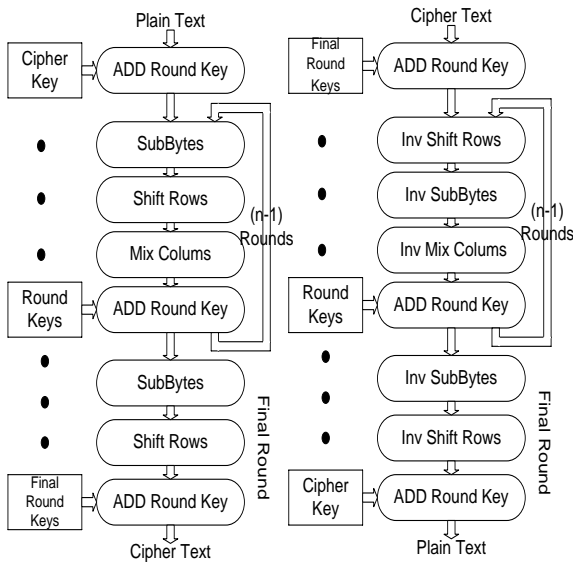 Plain Text
Cipher
Key
ADD Round Key
SubBytes
Shift Rows
Mix Colums
(n-1)
Rounds
Round
Keys
ADD Round Key
SubBytes
Shift Rows
Final Round
Final
Round
Keys
ADD Round Key
Cipher Text
Cipher Text
Final
Round
Keys
ADD Round Key
Inv Shift Rows
Inv SubBytes
Inv Mix Colums
(n-1)
Rounds
Round
Keys
ADD Round Key
Inv SubBytes
Inv Shift Rows
Final Round
Cipher
Key
ADD Round Key
Plain Text